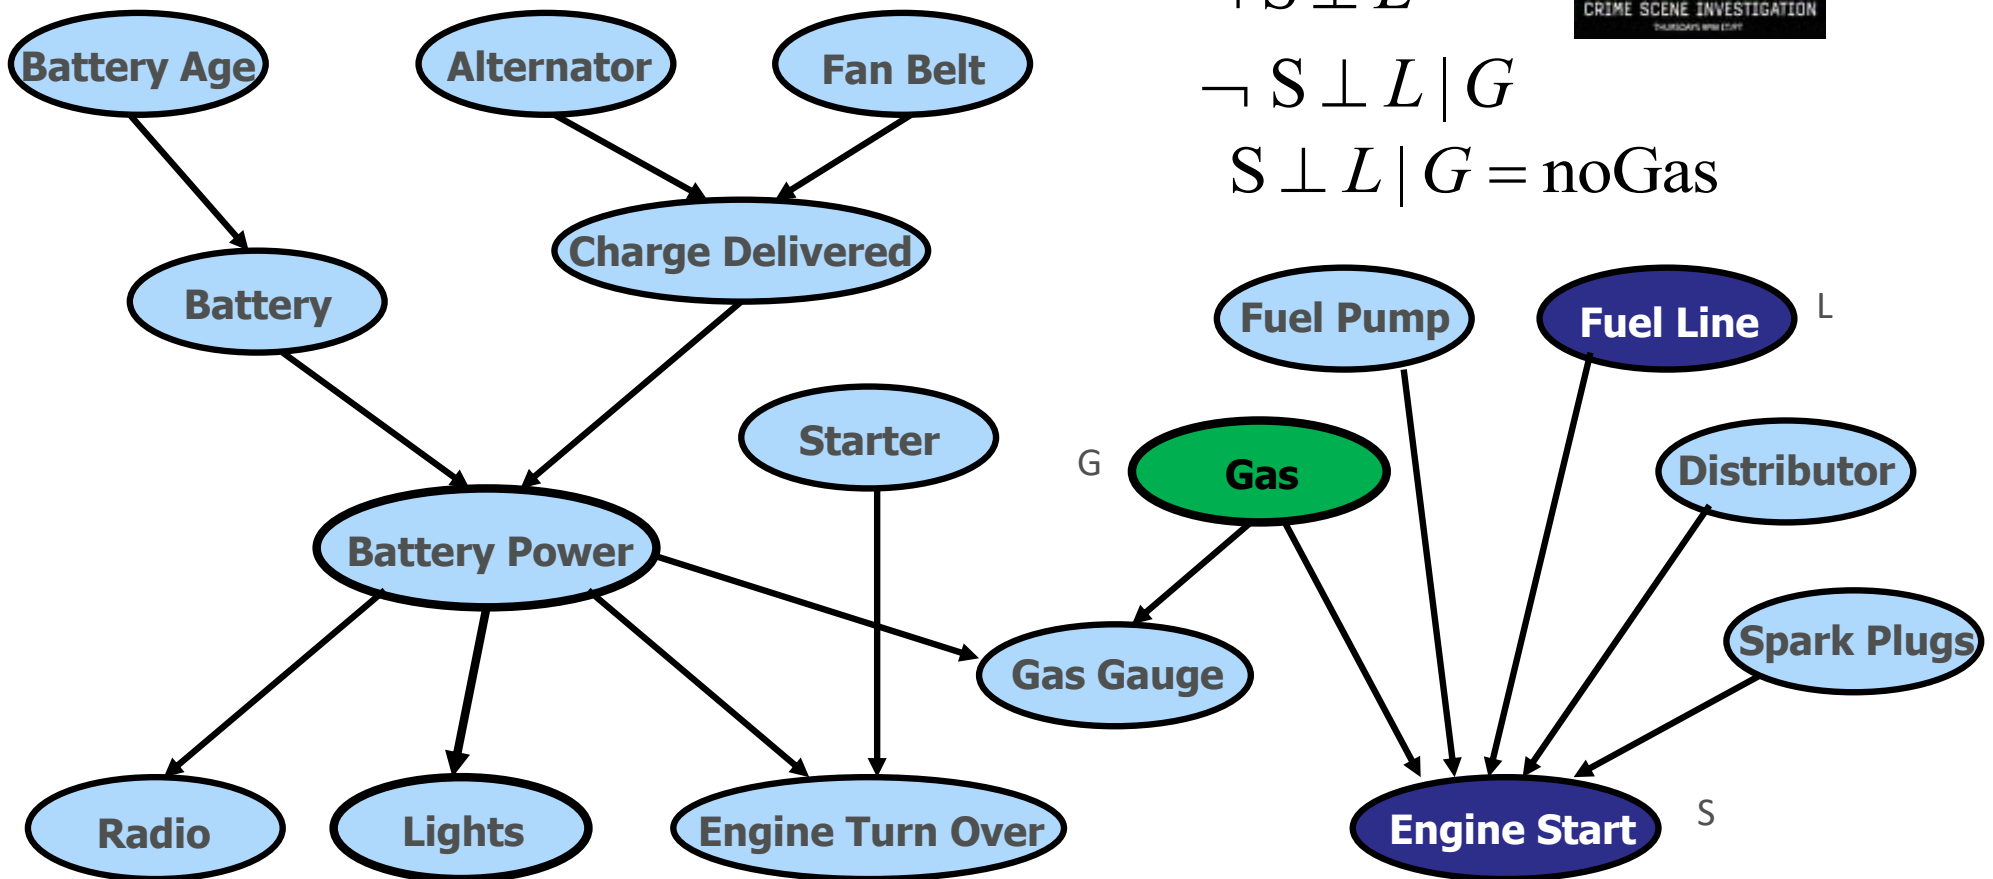 ¬ S ⊥ L
CRIME SCENE INVESTIGATION
¬ S ⊥ L | G
S ⊥ L | G = noGas
Battery Age
Alternator
Fan Belt
Charge Delivered
Battery
Fuel Pump
Fuel Line
L
Starter
G
Gas
Distributor
Battery Power
Spark Plugs
Gas Gauge
Radio
Lights
Engine Turn Over
Engine Start
S